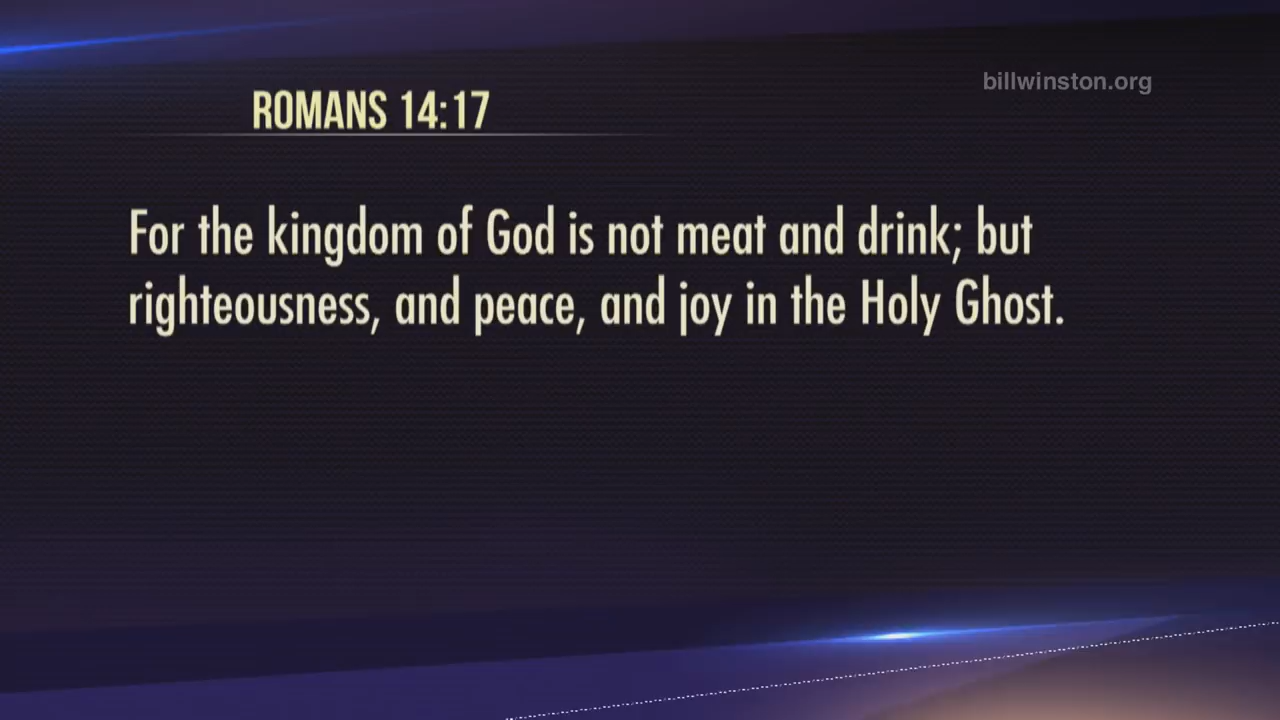 billwinston.org
ROMANS 14:17
For the kingdom of God is not meat and drink; but
righteousness, and peace, and joy in the Holy Ghost.